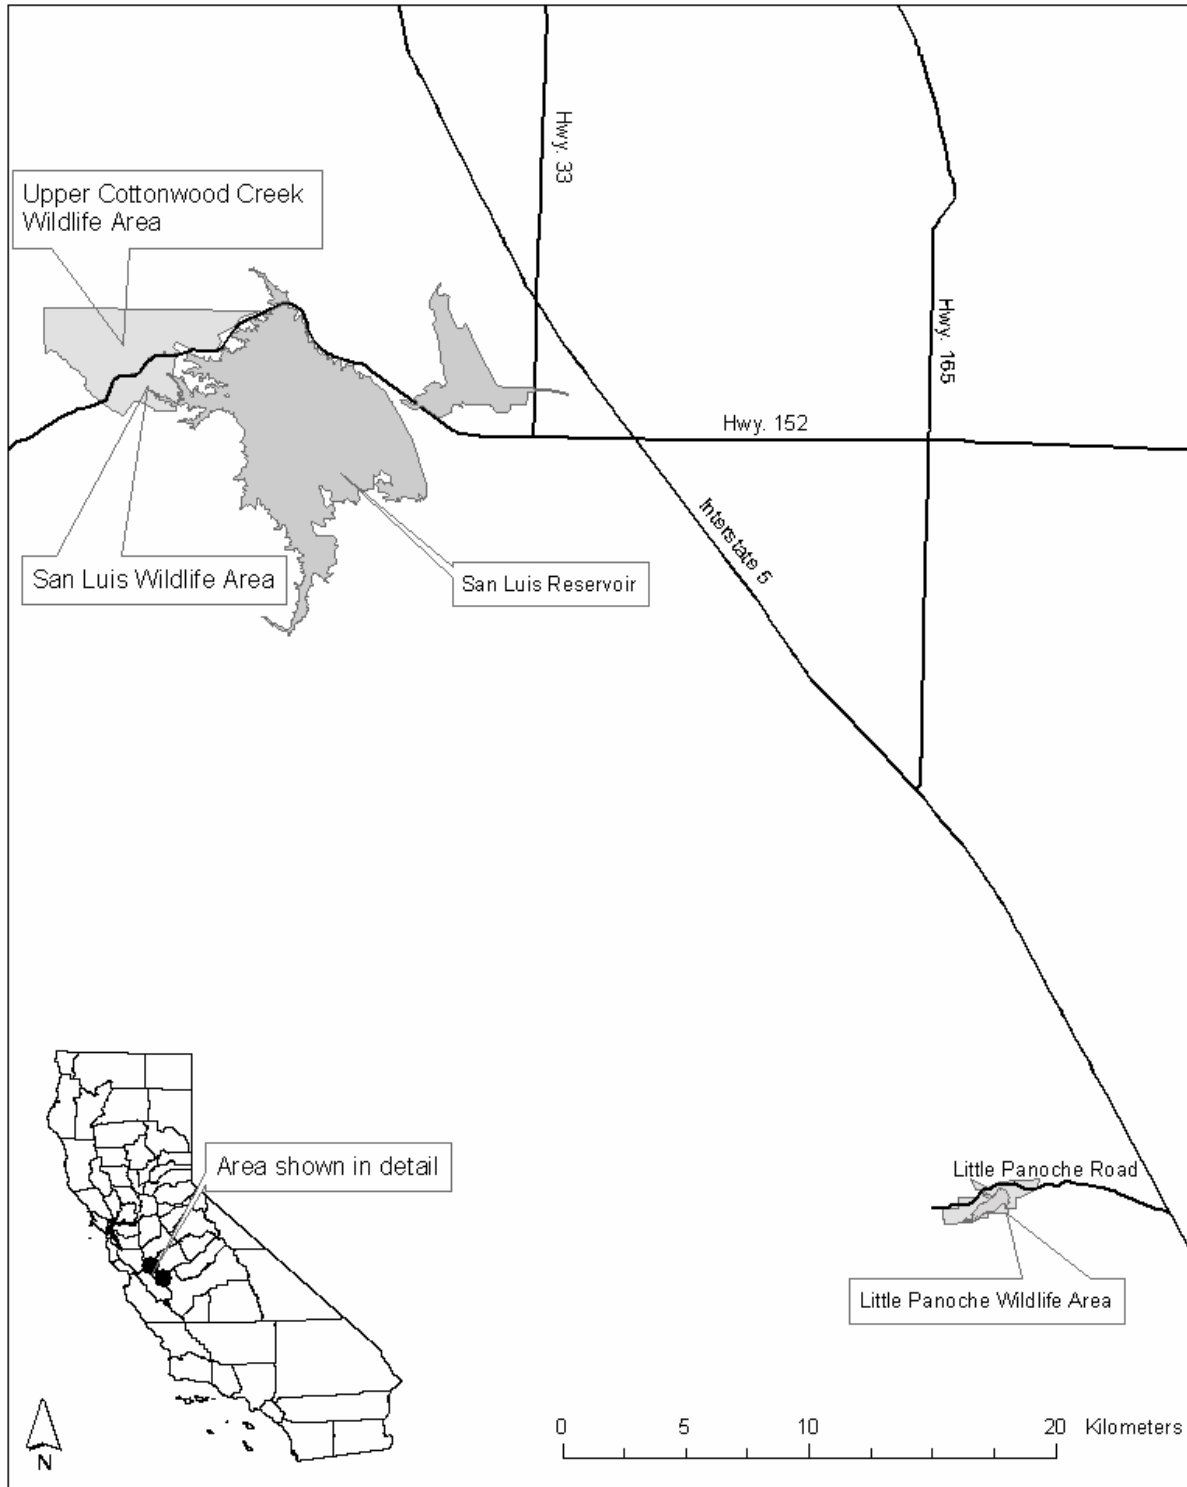 Hwy. 33
Upper Cottonwood Creek
Wildlife Area
Hwy. 165
Hwy. 152
Interstate 5
San Luis Wildlife Area
San Luis Reservoir
Area shown in detail
Little Panoche Road
Little Panoche Wildlife Area
0 5 10 20 Kilometers
N